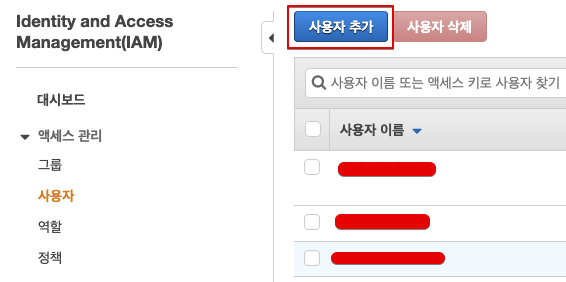 Identity and Access
Management(IAM)
대시보드
액세스 관리
그룹
사용자
역할
정책
사용자 추가
사용자 삭제
사용자 이름 또는 액세스 키로 사용자 찾기
사용자 이름